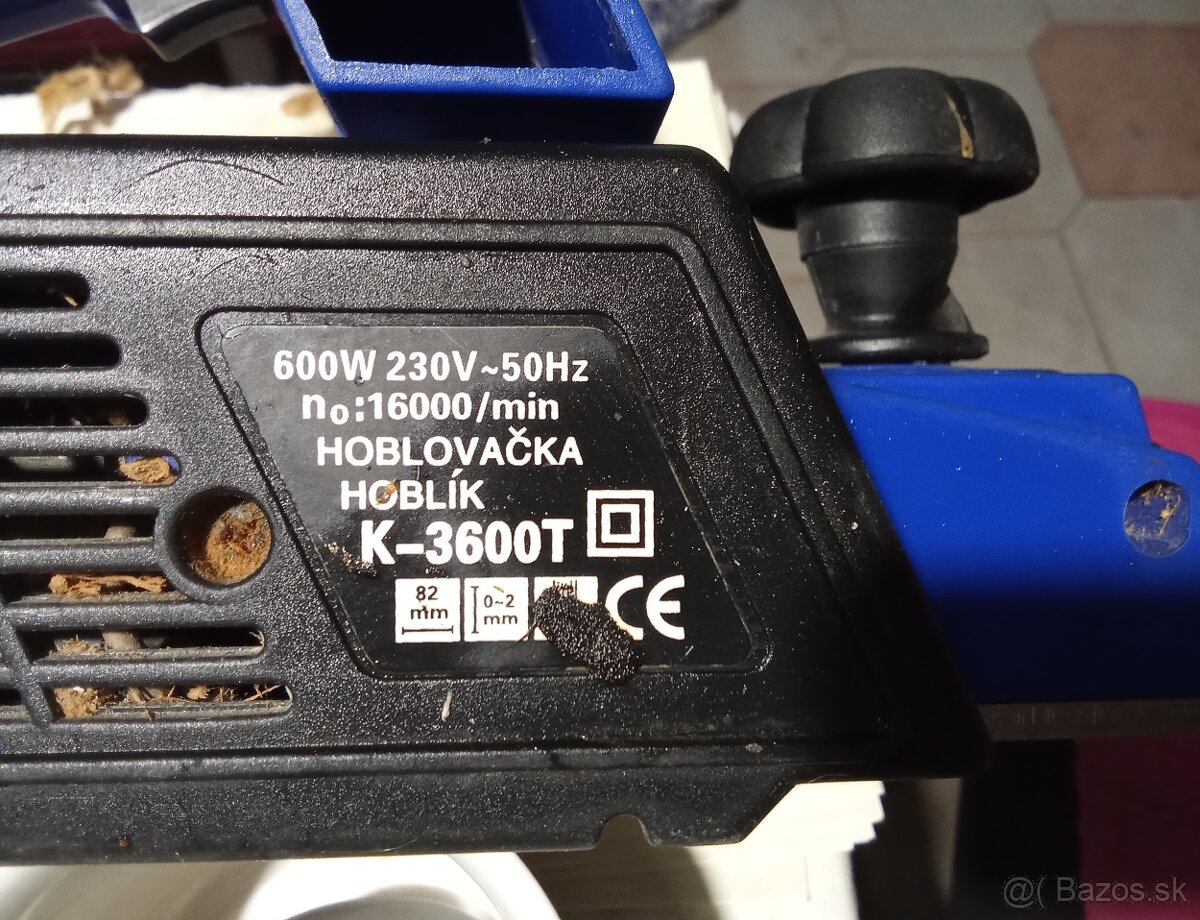 600W 230V~50Hz
n₀:16000/min
HOBLOVAČKA
HOBLÍK
K-3600T
82
mm
0~2
mm
CE
@( Bazos.sk